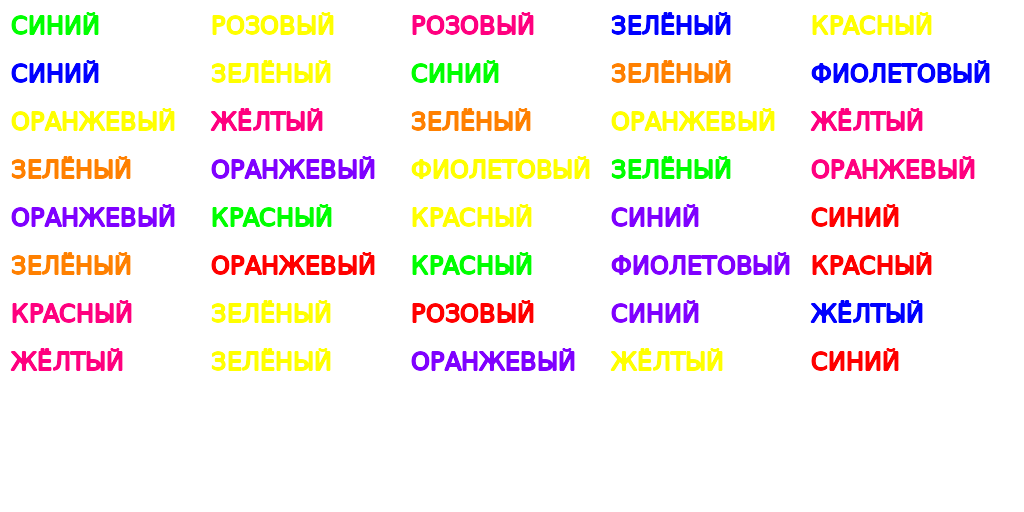 СИНИЙ РОЗОВЫЙ РОЗОВЫЙ ЗЕЛЁНЫЙ КРАСНЫЙ
СИНИЙ ЗЕЛЁНЫЙ СИНИЙ ЗЕЛЁНЫЙ ФИОЛЕТОВЫЙ
ОРАНЖЕВЫЙ ЖЁЛТЫЙ ЗЕЛЁНЫЙ ОРАНЖЕВЫЙ ЖЁЛТЫЙ
ЗЕЛЁНЫЙ ОРАНЖЕВЫЙ ФИОЛЕТОВЫЙ ЗЕЛЁНЫЙ ОРАНЖЕВЫЙ
ОРАНЖЕВЫЙ КРАСНЫЙ КРАСНЫЙ СИНИЙ СИНИЙ
ЗЕЛЁНЫЙ ОРАНЖЕВЫЙ КРАСНЫЙ ФИОЛЕТОВЫЙ КРАСНЫЙ
КРАСНЫЙ ЗЕЛЁНЫЙ РОЗОВЫЙ СИНИЙ ЖЁЛТЫЙ
ЖЁЛТЫЙ ЗЕЛЁНЫЙ ОРАНЖЕВЫЙ ЖЁЛТЫЙ СИНИЙ